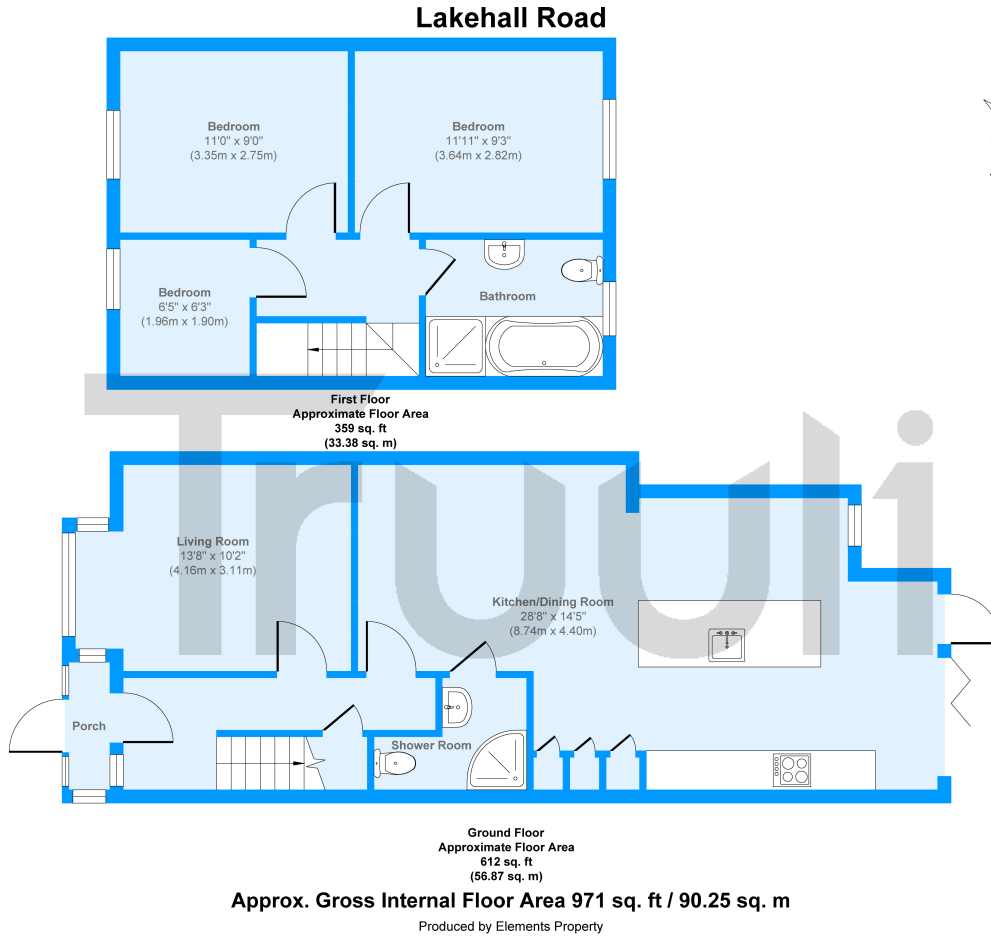 Lakehall Road
Bedroom
11'0" x 9'0"
(3.35m x 2.75m)
Bedroom
11'11" x 9'3"
(3.64m x 2.82m)
Bedroom
6'5" x 6'3"
(1.96m x 1.90m)
Bathroom
First Floor
Approximate Floor Area
359 sq. ft
(33.38 sq. m)
Truuli
Living Room
13'8" x 10'2"
(4.16m x 3.11m)
Kitchen/Dining Room
28'8" x 14'5"
(8.74m x 4.40m)
Porch
Shower Room
Ground Floor
Approximate Floor Area
612 sq. ft
(56.87 sq. m)
Approx. Gross Internal Floor Area 971 sq. ft / 90.25 sq. m
Produced by Elements Property